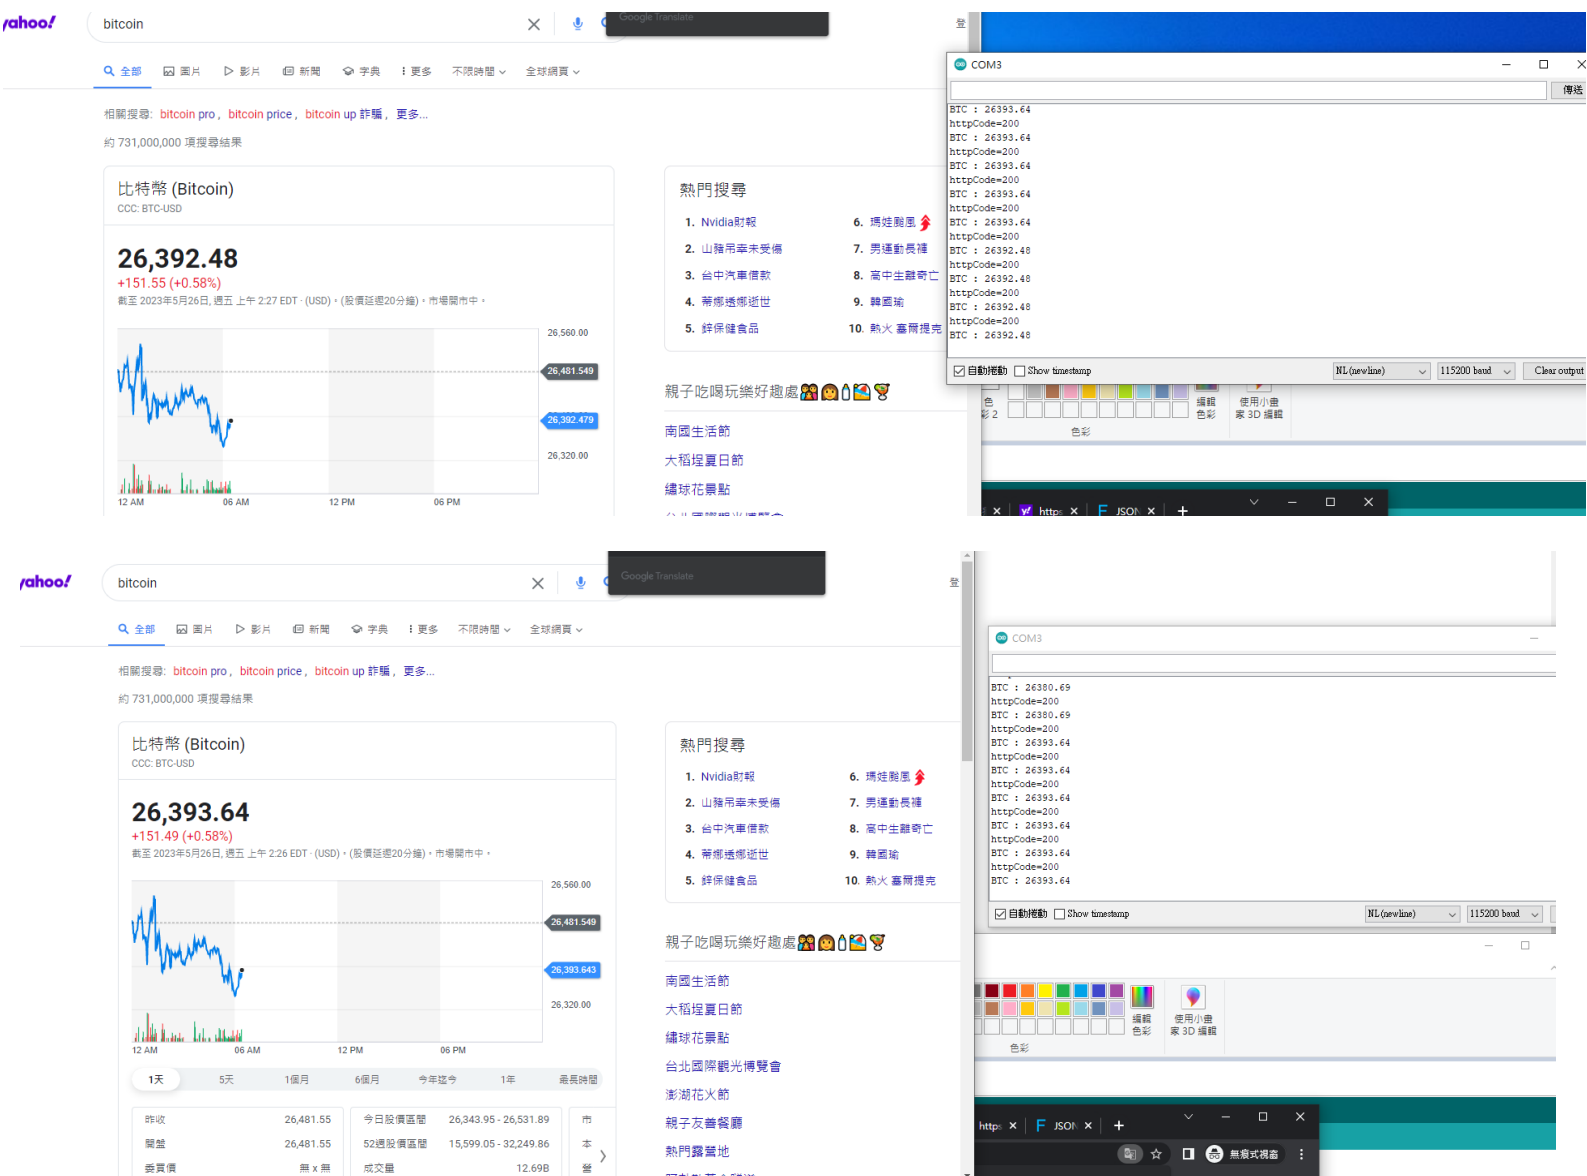 yahoo!
bitcoin
Google Translate
登
全部 圖片 影片 新聞 字典 更多 不限時間 全球網頁
相關搜尋: bitcoin pro, bitcoin price, bitcoin up 詐騙, 更多...
約 731,000,000 項搜尋結果
比特幣 (Bitcoin)
CCC: BTC-USD
26,392.48
+151.55 (+0.58%)
截至 2023年5月26日, 週五 上午 2:27 EDT · (USD)。(股價延遲20分鐘)。市場開市中。
26,560.00
26,481.549
26,392.479
26,320.00
12 AM 06 AM 12 PM 06 PM
熱門搜尋
1. Nvidia財報 6. 瑪娃颱風
2. 山豬吊幸未受傷 7. 男運動長褲
3. 台中汽車借款 8. 高中生離奇亡
4. 蒂娜透娜逝世 9. 韓國瑜
5. 鋅保健食品 10. 熱火 塞爾提克
親子吃喝玩樂好趣處
南國生活節
大稻埕夏日節
繡球花景點
台北國際觀光博覽會
COM3
傳送
BTC : 26393.64
httpCode=200
BTC : 26393.64
httpCode=200
BTC : 26393.64
httpCode=200
BTC : 26393.64
httpCode=200
BTC : 26393.64
httpCode=200
BTC : 26392.48
httpCode=200
BTC : 26392.48
httpCode=200
BTC : 26392.48
httpCode=200
BTC : 26392.48
自動捲動 Show timestamp NL(newline) 115200 baud Clear output
色
彩 2
編輯
色彩
使用小畫
家 3D 編輯
色彩
https JSON
yahoo!
bitcoin
Google Translate
登
全部 圖片 影片 新聞 字典 更多 不限時間 全球網頁
相關搜尋: bitcoin pro, bitcoin price, bitcoin up 詐騙, 更多...
約 731,000,000 項搜尋結果
比特幣 (Bitcoin)
CCC: BTC-USD
26,393.64
+151.49 (+0.58%)
截至 2023年5月26日, 週五 上午 2:26 EDT · (USD)。(股價延遲20分鐘)。市場開市中。
26,560.00
26,481.549
26,393.643
26,320.00
12 AM 06 AM 12 PM 06 PM
1天 5天 1個月 6個月 今年迄今 1年 最長時間
昨收 26,481.55 今日股價區間 26,343.95 - 26,531.89 市
開盤 26,481.55 52週股價區間 15,599.05 - 32,249.86 本
委買價 無 x 無 成交量 12.69B 營
熱門搜尋
1. Nvidia財報 6. 瑪娃颱風
2. 山豬吊幸未受傷 7. 男運動長褲
3. 台中汽車借款 8. 高中生離奇亡
4. 蒂娜透娜逝世 9. 韓國瑜
5. 鋅保健食品 10. 熱火 塞爾提克
親子吃喝玩樂好趣處
南國生活節
大稻埕夏日節
繡球花景點
台北國際觀光博覽會
澎湖花火節
親子友善餐廳
熱門露營地
COM3
BTC : 26380.69
httpCode=200
BTC : 26380.69
httpCode=200
BTC : 26393.64
httpCode=200
BTC : 26393.64
httpCode=200
BTC : 26393.64
httpCode=200
BTC : 26393.64
httpCode=200
BTC : 26393.64
httpCode=200
BTC : 26393.64
自動捲動 Show timestamp NL(newline) 115200 baud
編輯
色彩
使用小畫
家 3D 編輯
色彩
https JSON
無痕式視窗